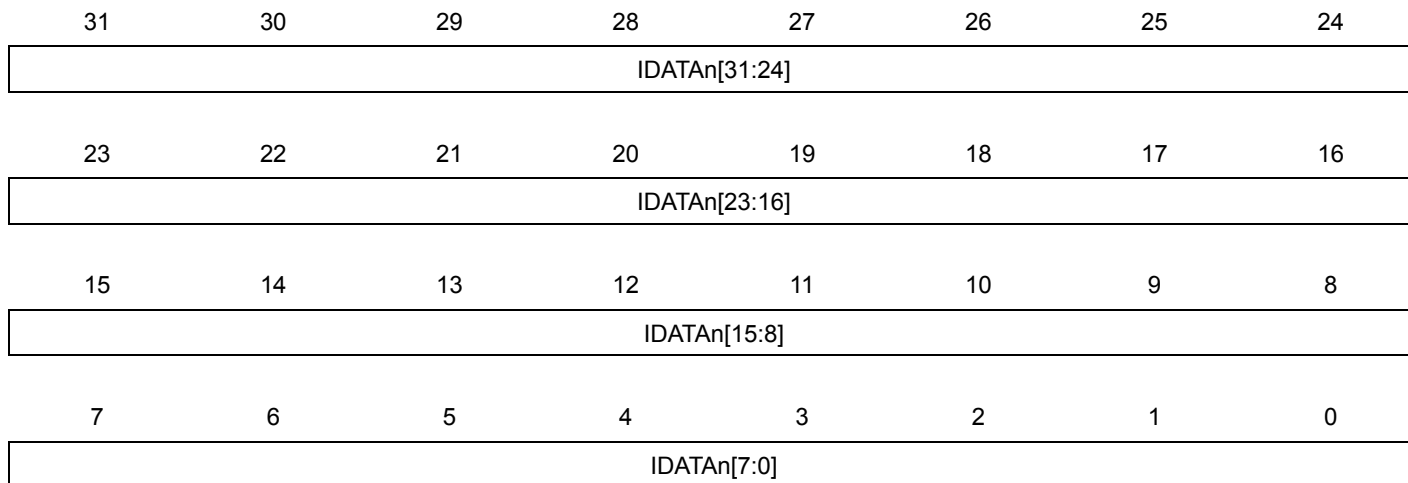 31 30 29 28 27 26 25 24
IDATAn[31:24]
23 22 21 20 19 18 17 16
IDATAn[23:16]
15 14 13 12 11 10 9 8
IDATAn[15:8]
7 6 5 4 3 2 1 0
IDATAn[7:0]